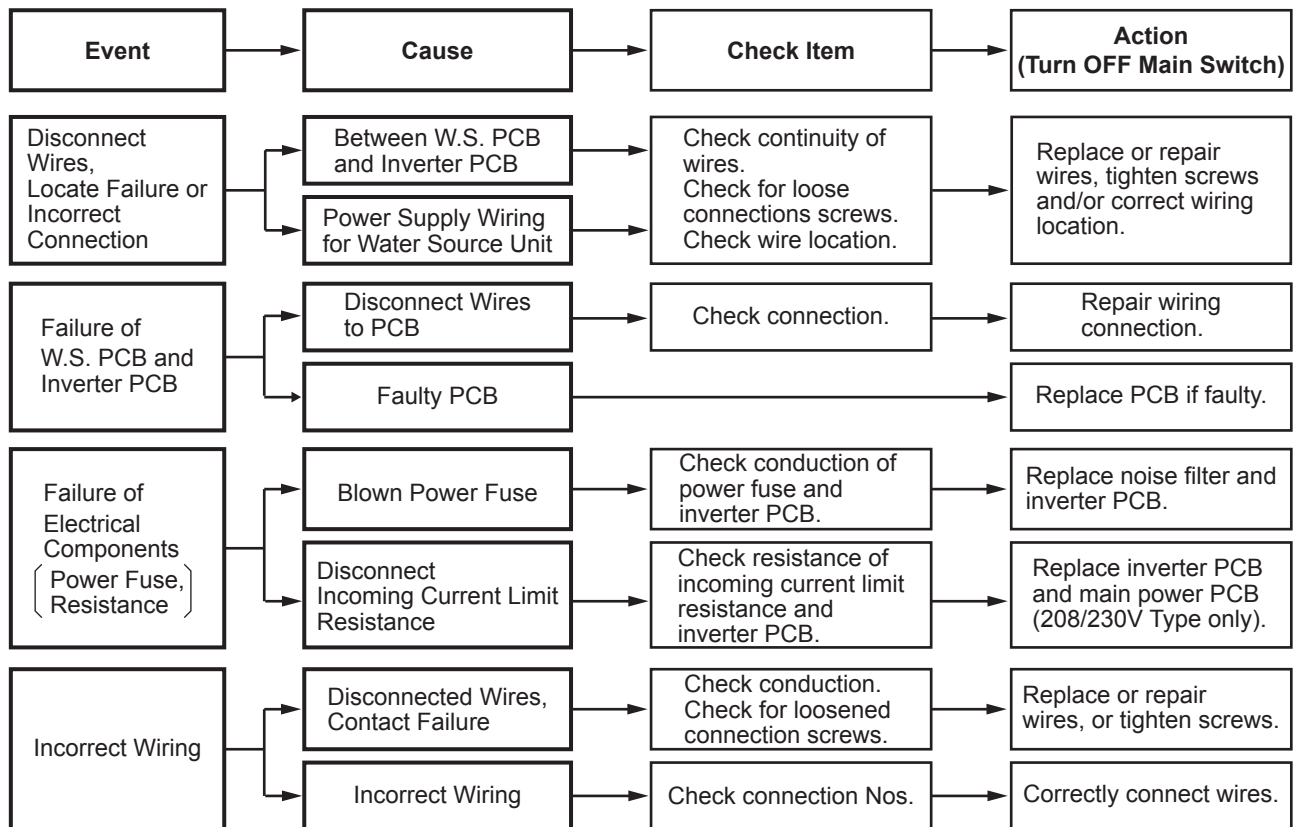 Event
Cause
Check Item
Action
(Turn OFF Main Switch)
Disconnect
Wires,
Locate Failure or
Incorrect
Connection
Between W.S. PCB
and Inverter PCB
Power Supply Wiring
for Water Source Unit
Check continuity of
wires.
Check for loose
connections screws.
Check wire location.
Replace or repair
wires, tighten screws
and/or correct wiring
location.
Failure of
W.S. PCB and
Inverter PCB
Disconnect Wires
to PCB
Check connection.
Repair wiring
connection.
Faulty PCB
Replace PCB if faulty.
Failure of
Electrical
Components
(Power Fuse,
Resistance)
Blown Power Fuse
Check conduction of
power fuse and
inverter PCB.
Replace noise filter and
inverter PCB.
Disconnect
Incoming Current Limit
Resistance
Check resistance of
incoming current limit
resistance and
inverter PCB.
Replace inverter PCB
and main power PCB
(208/230V Type only).
Incorrect Wiring
Disconnected Wires,
Contact Failure
Check conduction.
Check for loosened
connection screws.
Replace or repair
wires, or tighten screws.
Incorrect Wiring
Check connection Nos.
Correctly connect wires.